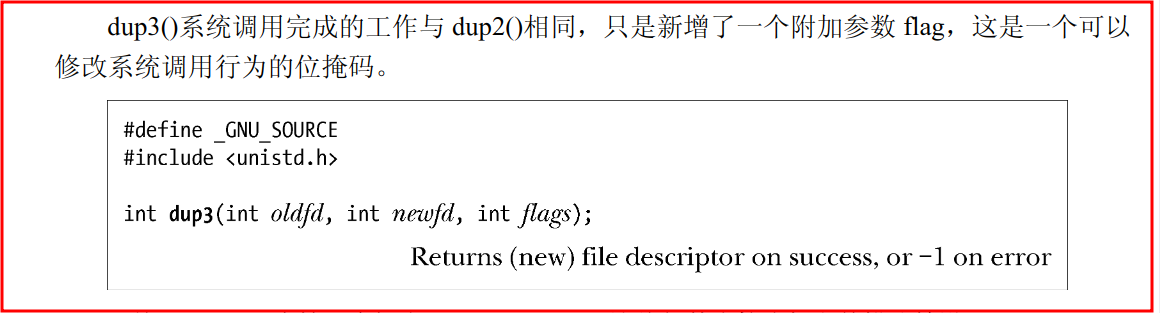 dup3()系统调用完成的工作与 dup2()相同，只是新增了一个附加参数 flag，这是一个可以
修改系统调用行为的位掩码。
#define _GNU_SOURCE
#include <unistd.h>
int dup3(int oldfd, int newfd, int flags);
Returns (new) file descriptor on success, or −1 on error